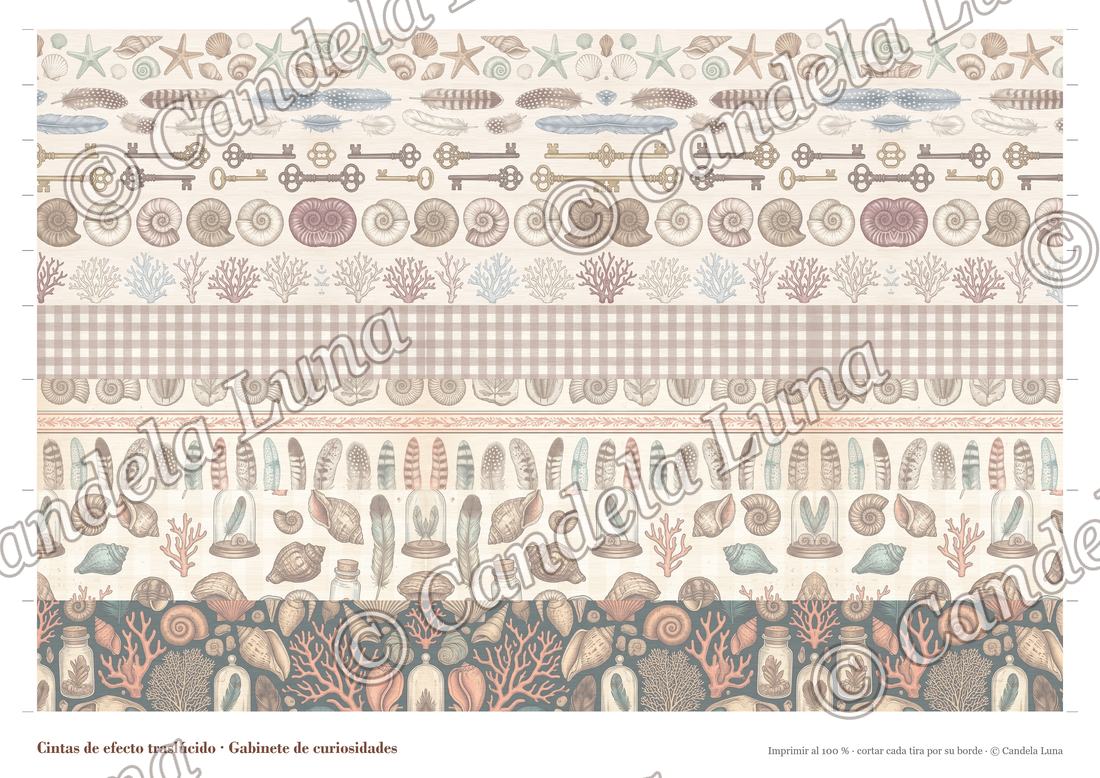 © Candela Luna
© Candela Luna
©
Candela Luna
© Candela Luna
© Candela
Cintas de efecto traslúcido · Gabinete de curiosidades
Imprimir al 100 % · cortar cada tira por su borde · © Candela Luna